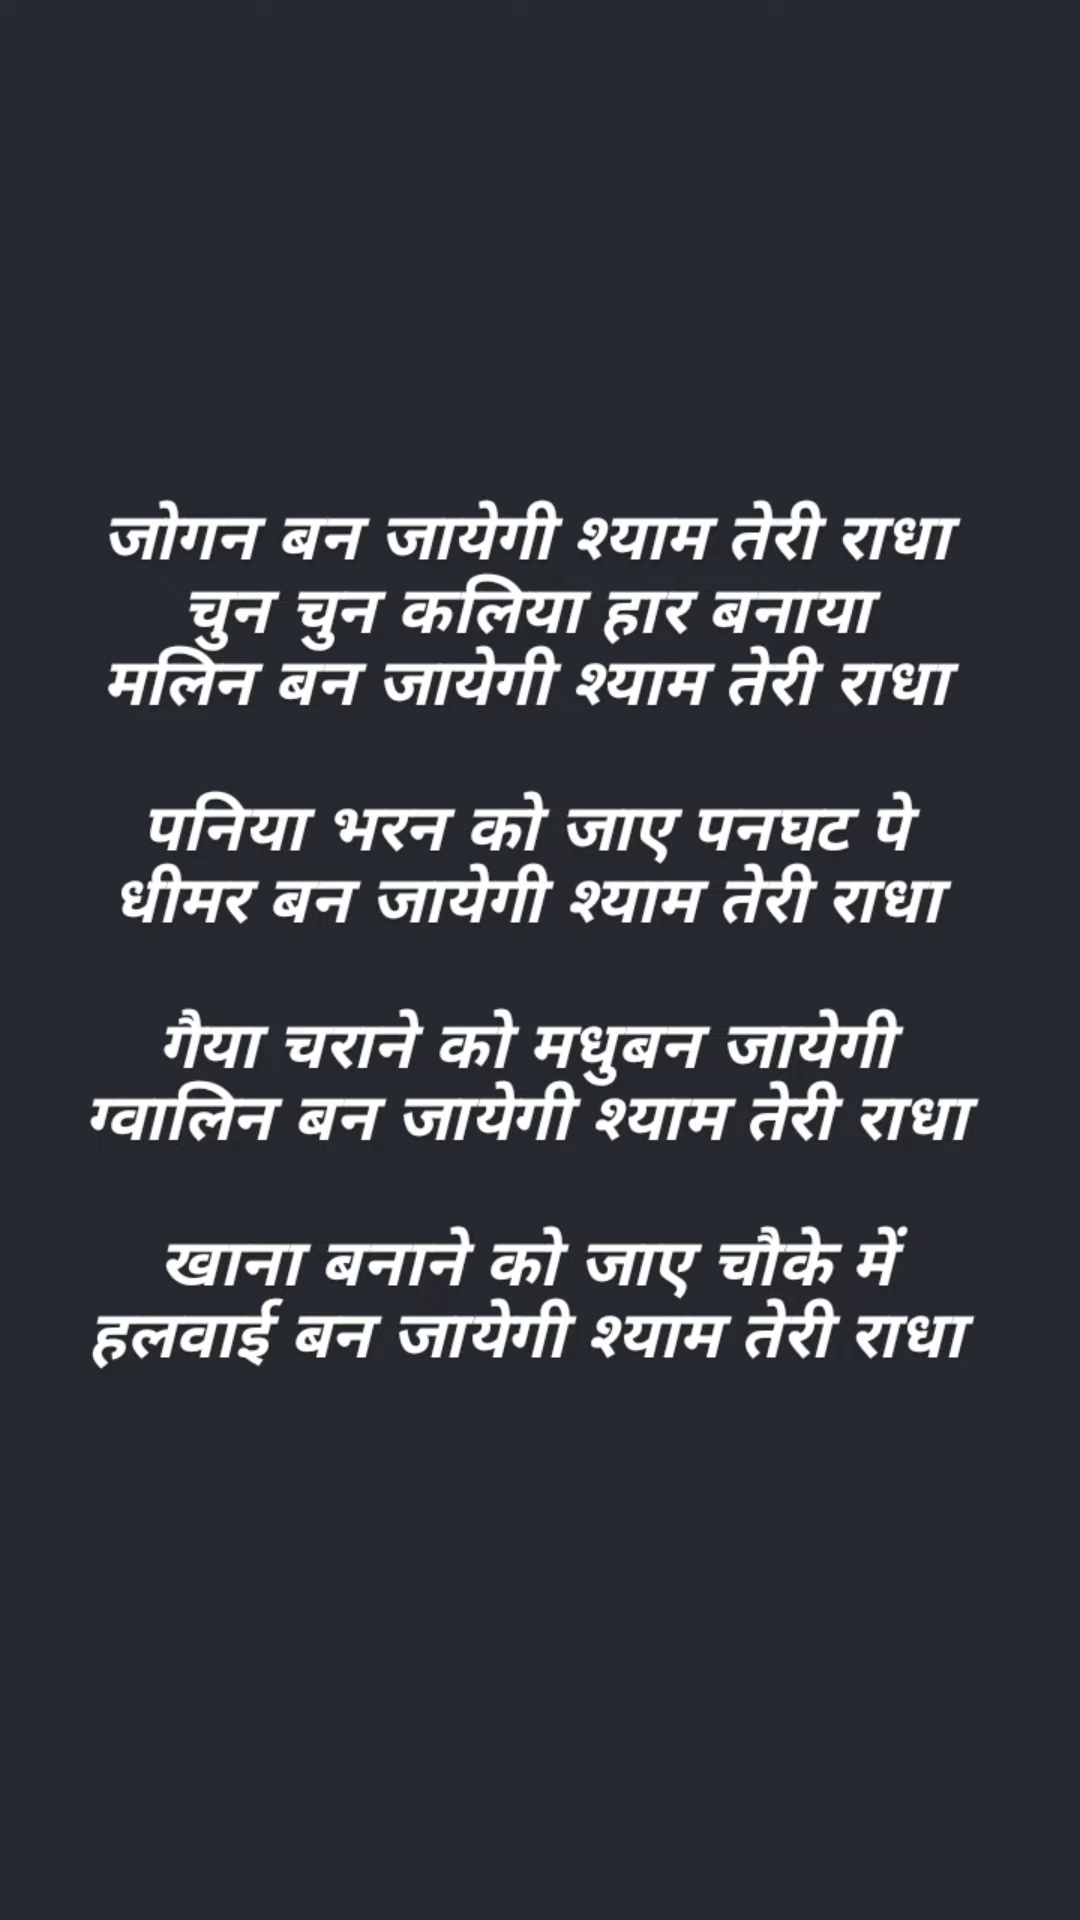 जोगन बन जायेगी श्याम तेरी राधा
चुन चुन कलिया हार बनाया
मलिन बन जायेगी श्याम तेरी राधा
पनिया भरन को जाए पनघट पे
धीमर बन जायेगी श्याम तेरी राधा
गैया चराने को मधुबन जायेगी
ग्वालिन बन जायेगी श्याम तेरी राधा
खाना बनाने को जाए चौके में
हलवाई बन जायेगी श्याम तेरी राधा